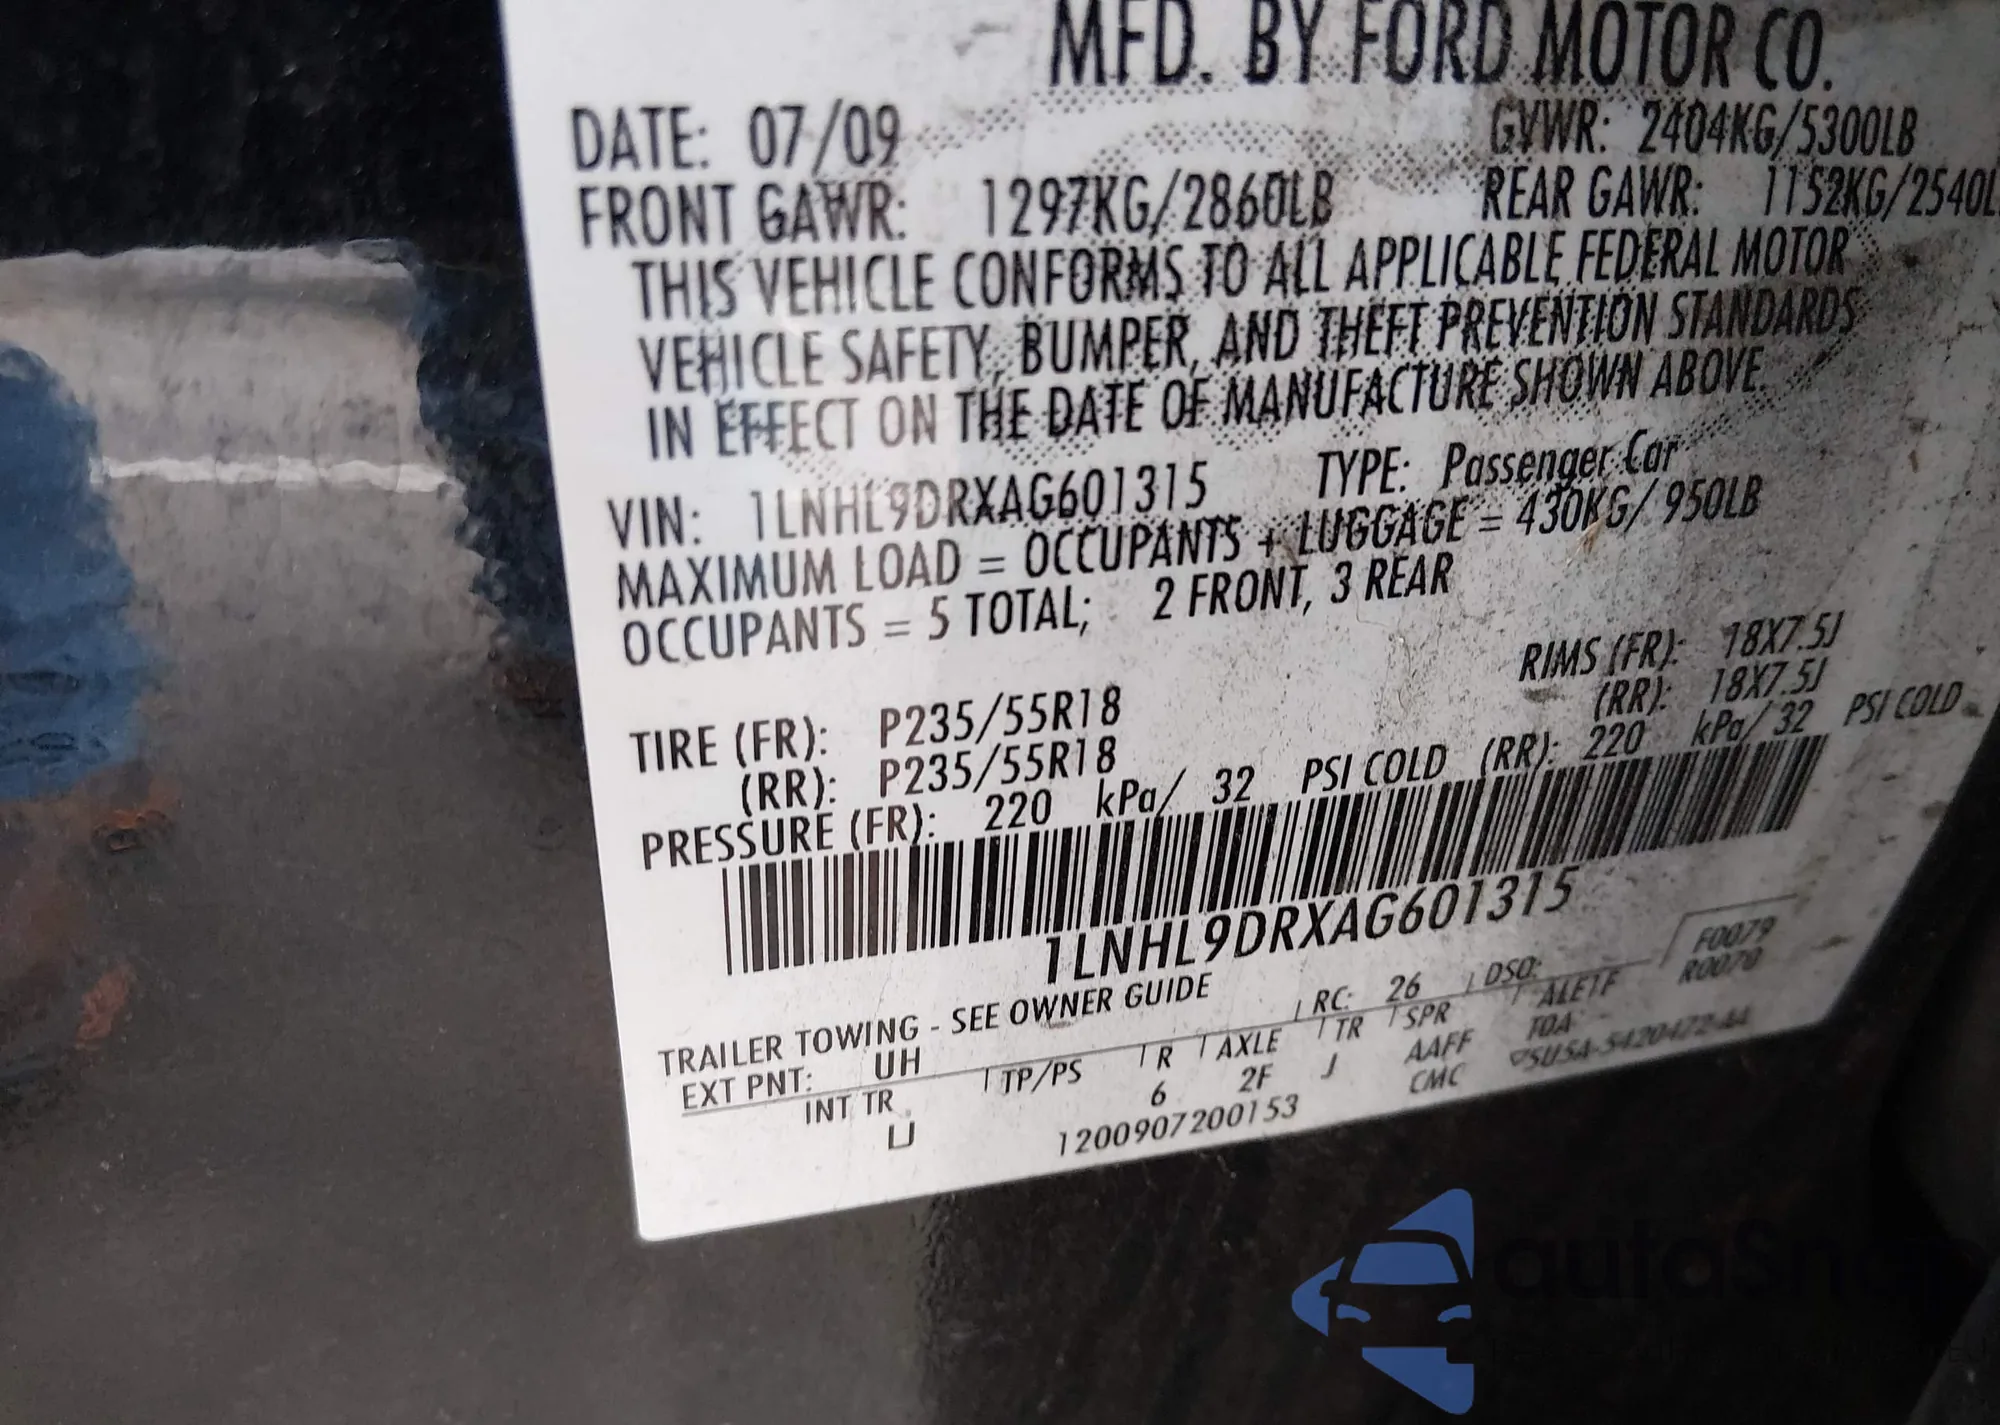 MFD. BY FORD MOTOR CO.
DATE: 07/09 GVWR: 2404KG/5300LB
FRONT GAWR: 1297KG/2860LB REAR GAWR: 1152KG/2540L
THIS VEHICLE CONFORMS TO ALL APPLICABLE FEDERAL MOTOR
VEHICLE SAFETY, BUMPER, AND THEFT PREVENTION STANDARDS
IN EFFECT ON THE DATE OF MANUFACTURE SHOWN ABOVE.
VIN: 1LNHL9DRXAG601315 TYPE: Passenger Car
MAXIMUM LOAD = OCCUPANTS + LUGGAGE = 430KG/ 950LB
OCCUPANTS = 5 TOTAL; 2 FRONT, 3 REAR
TIRE (FR): P235/55R18 RIMS (FR): 18X7.5J
(RR): P235/55R18 (RR): 18X7.5J
PRESSURE (FR): 220 kPa/ 32 PSI COLD (RR): 220 kPa/ 32 PSI COLD
1LNHL9DRXAG601315
F0079
R0070
TRAILER TOWING - SEE OWNER GUIDE
EXT PNT: UH RC: 26 DSO:
INT TR TP/PS R AXLE TR SPR ALETF
IJ 6 2F J AAFF TOA
1200907200153 CMC
autoSnap